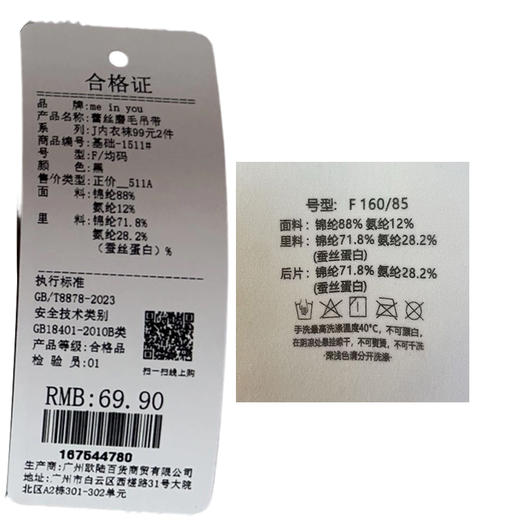 合格证
品 牌:me in you
产品名称:蕾丝磨毛吊带
系 列:J内衣袜99元2件
商品编号:基础-1511#
号 型:F/均码
颜 色:黑
售价类型:正价__511A
面 料:锦纶88%
氨纶12%
里 料:锦纶71.8%
氨纶28.2%
（蚕丝蛋白）%
执行标准
GB/T8878-2023
安全技术类别
GB18401-2010B类
产品等级:合格品
检 验 员:01
扫一扫线上购
RMB:69.90
167544780
生产商:广州欧陆百货商贸有限公司
地址:广州市白云区西槎路31号大院
北区A2栋301-302单元
号型: F 160/85
面料: 锦纶88% 氨纶12%
里料: 锦纶71.8% 氨纶28.2%
(蚕丝蛋白)
后片: 锦纶71.8% 氨纶28.2%
(蚕丝蛋白)
手洗最高洗涤温度40°C，不可漂白，
在阴凉处悬挂晾干，不可熨烫，不可干洗
·深浅色请分开洗涤·